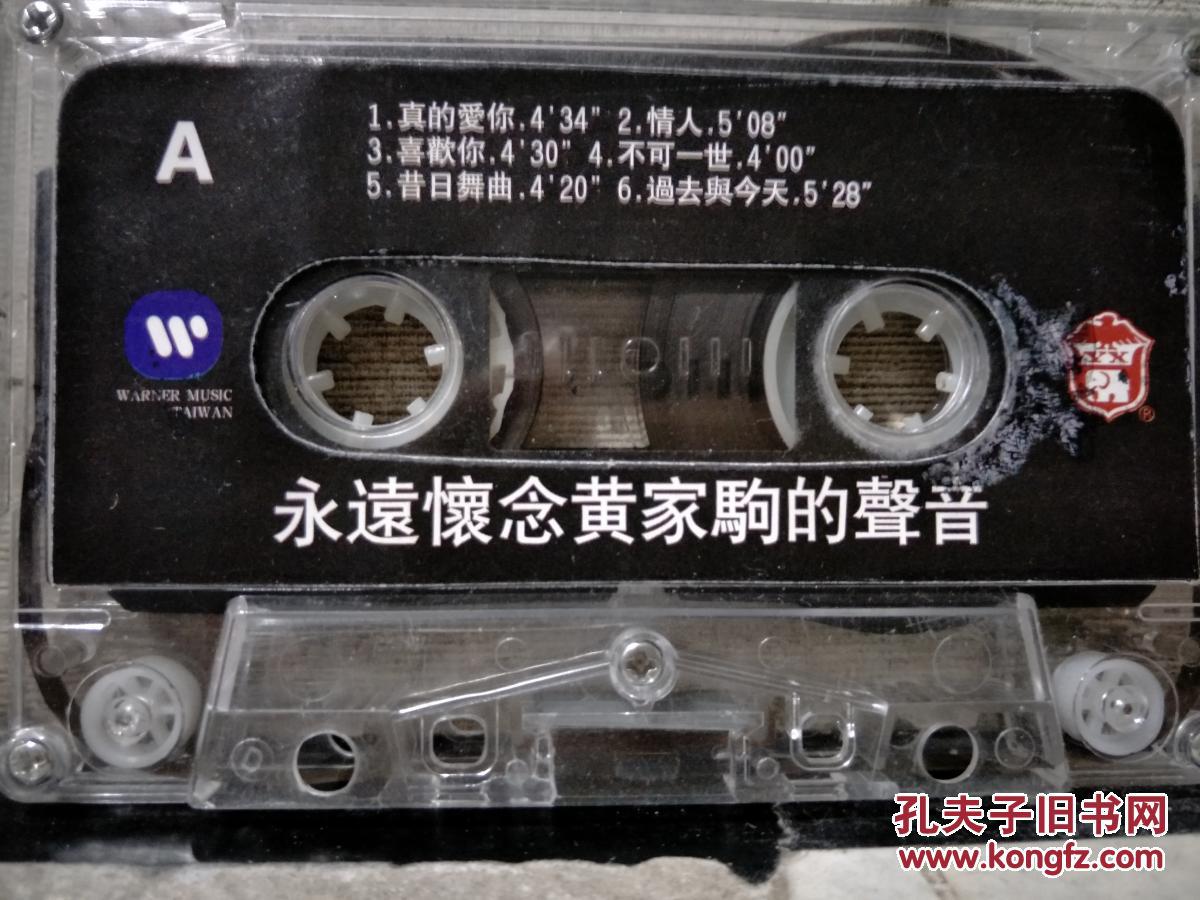 A
1.真的愛你.4'34" 2.情人.5'08"
3.喜歡你.4'30" 4.不可一世.4'00"
5.昔日舞曲.4'20" 6.過去與今天.5'28"
WARNER MUSIC
TAIWAN
®
永遠懷念黄家駒的聲音
孔夫子旧书网
www.kongfz.com